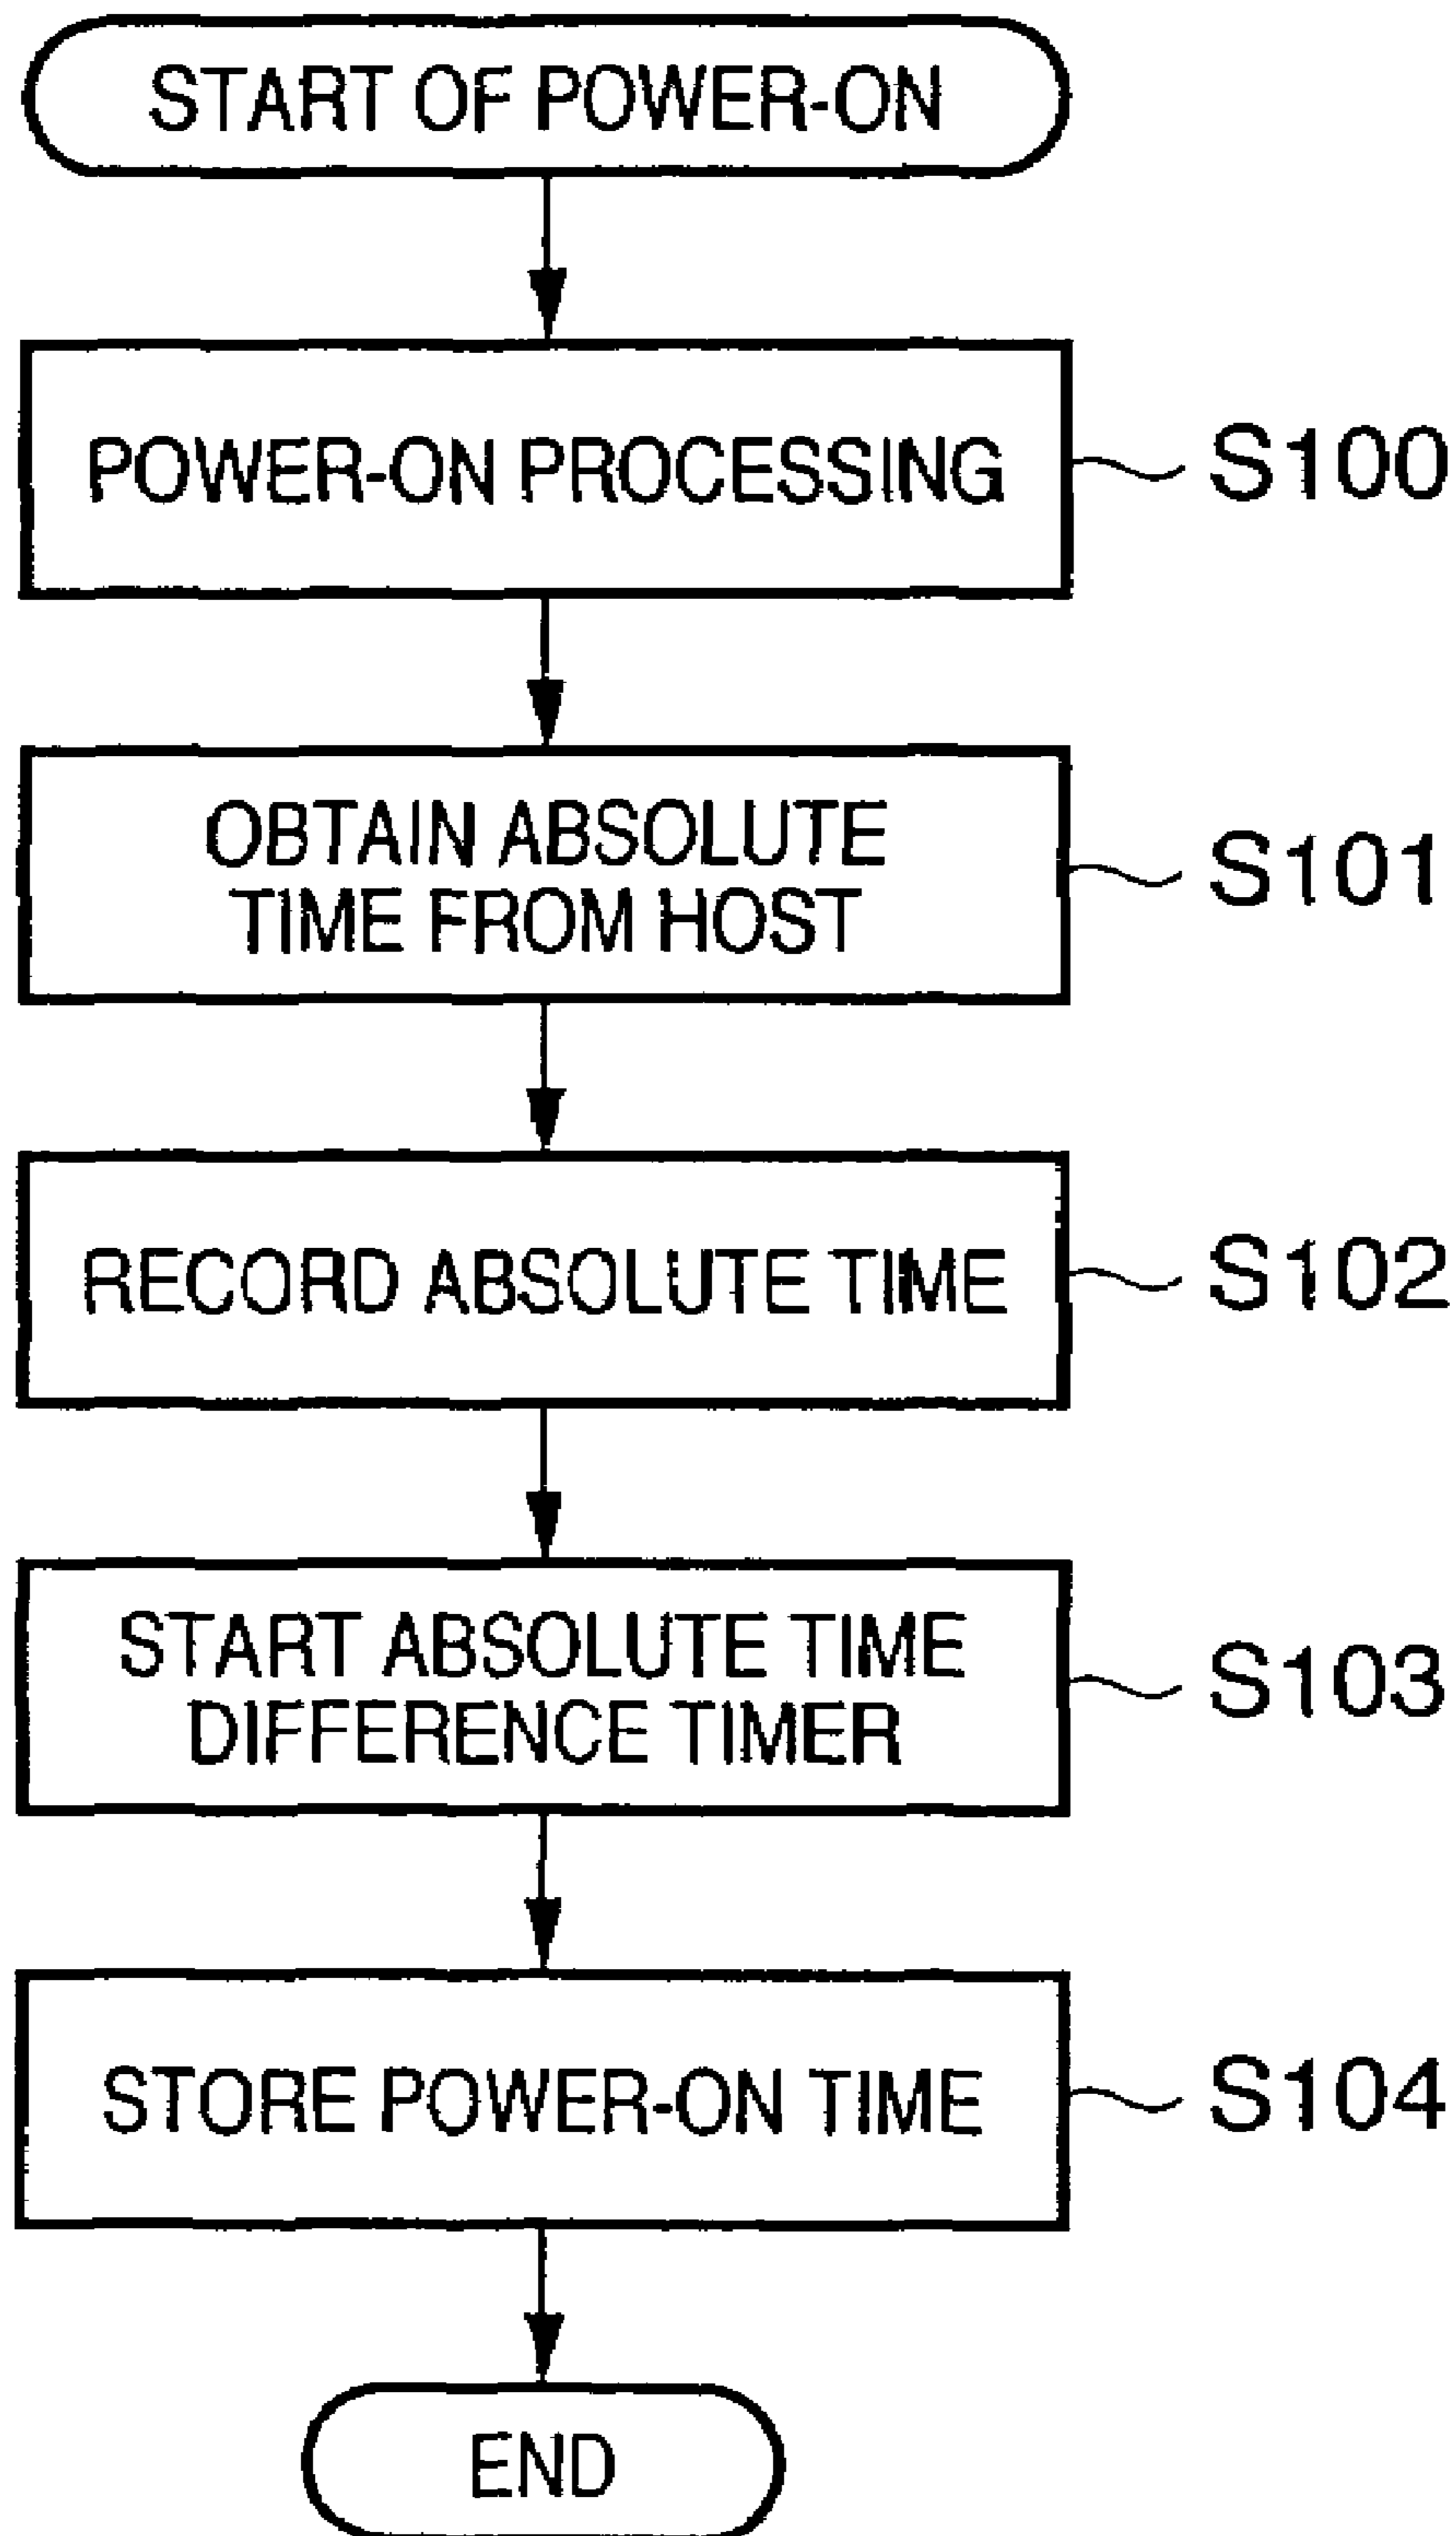 START OF POWER-ON
POWER-ON PROCESSING
S100
OBTAIN ABSOLUTE
TIME FROM HOST
S101
RECORD ABSOLUTE TIME
S102
START ABSOLUTE TIME
DIFFERENCE TIMER
S103
STORE POWER-ON TIME
S104
END